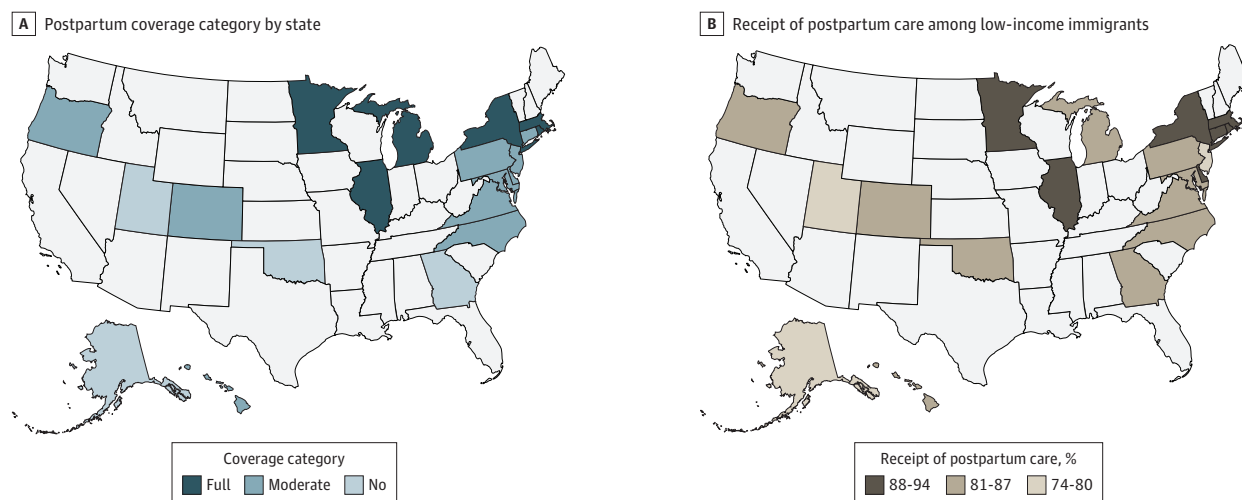 A Postpartum coverage category by state
Coverage category
Full Moderate No
B Receipt of postpartum care among low-income immigrants
Receipt of postpartum care, %
88-94 81-87 74-80